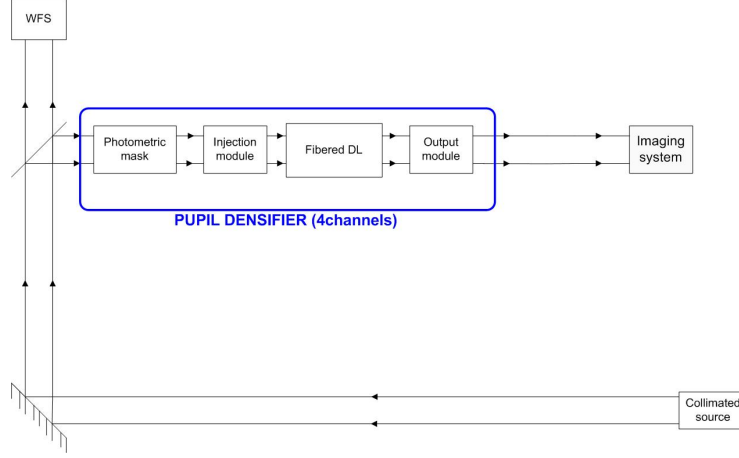 WFS
Photometric
mask
Injection
module
Fibered DL
Output
module
Imaging
system
PUPIL DENSIFIER (4channels)
Collimated
source